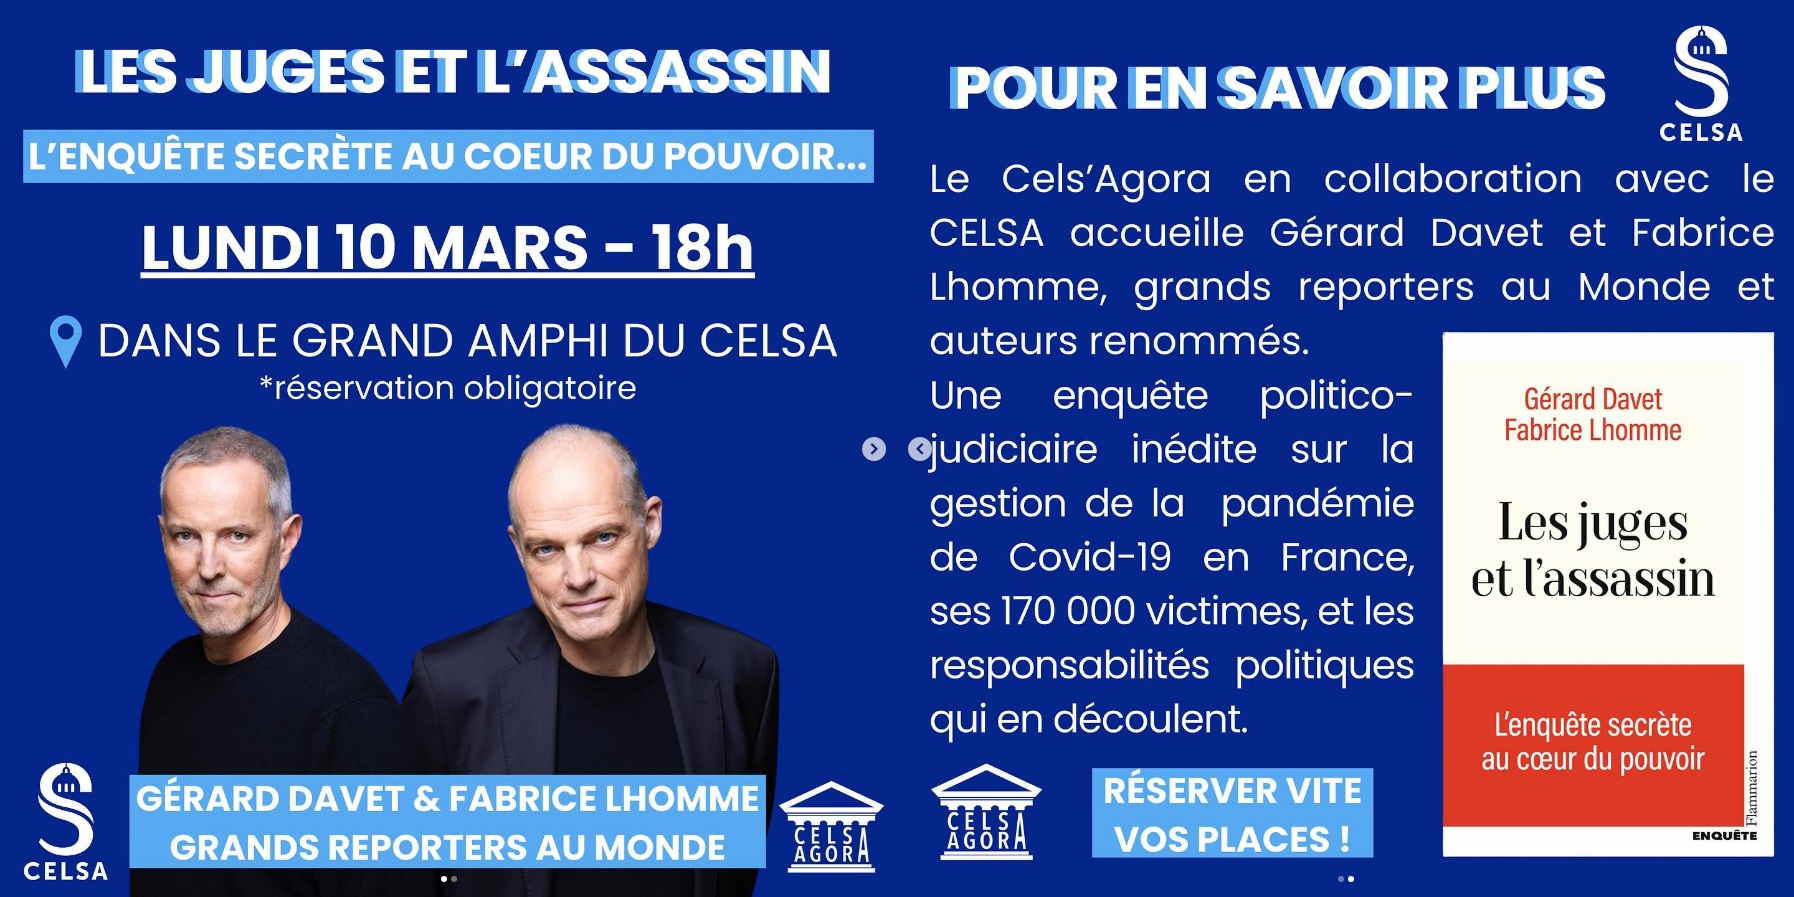 LES JUGES ET L'ASSASSIN
L'ENQUÊTE SECRÈTE AU COEUR DU POUVOIR...
LUNDI 10 MARS - 18h
DANS LE GRAND AMPHI DU CELSA
*réservation obligatoire
GÉRARD DAVET & FABRICE LHOMME
GRANDS REPORTERS AU MONDE
CELSA
CELSA
AGORA
POUR EN SAVOIR PLUS
CELSA
Le Cels'Agora en collaboration avec le
CELSA accueille Gérard Davet et Fabrice
Lhomme, grands reporters au Monde et
auteurs renommés.
Une enquête politico-
judiciaire inédite sur la
gestion de la pandémie
de Covid-19 en France,
ses 170 000 victimes, et les
responsabilités politiques
qui en découlent.
CELSA
AGORA
RÉSERVER VITE
VOS PLACES !
Gérard Davet
Fabrice Lhomme
Les juges
et l'assassin
L'enquête secrète
au cœur du pouvoir
Flammarion
ENQUÊTE